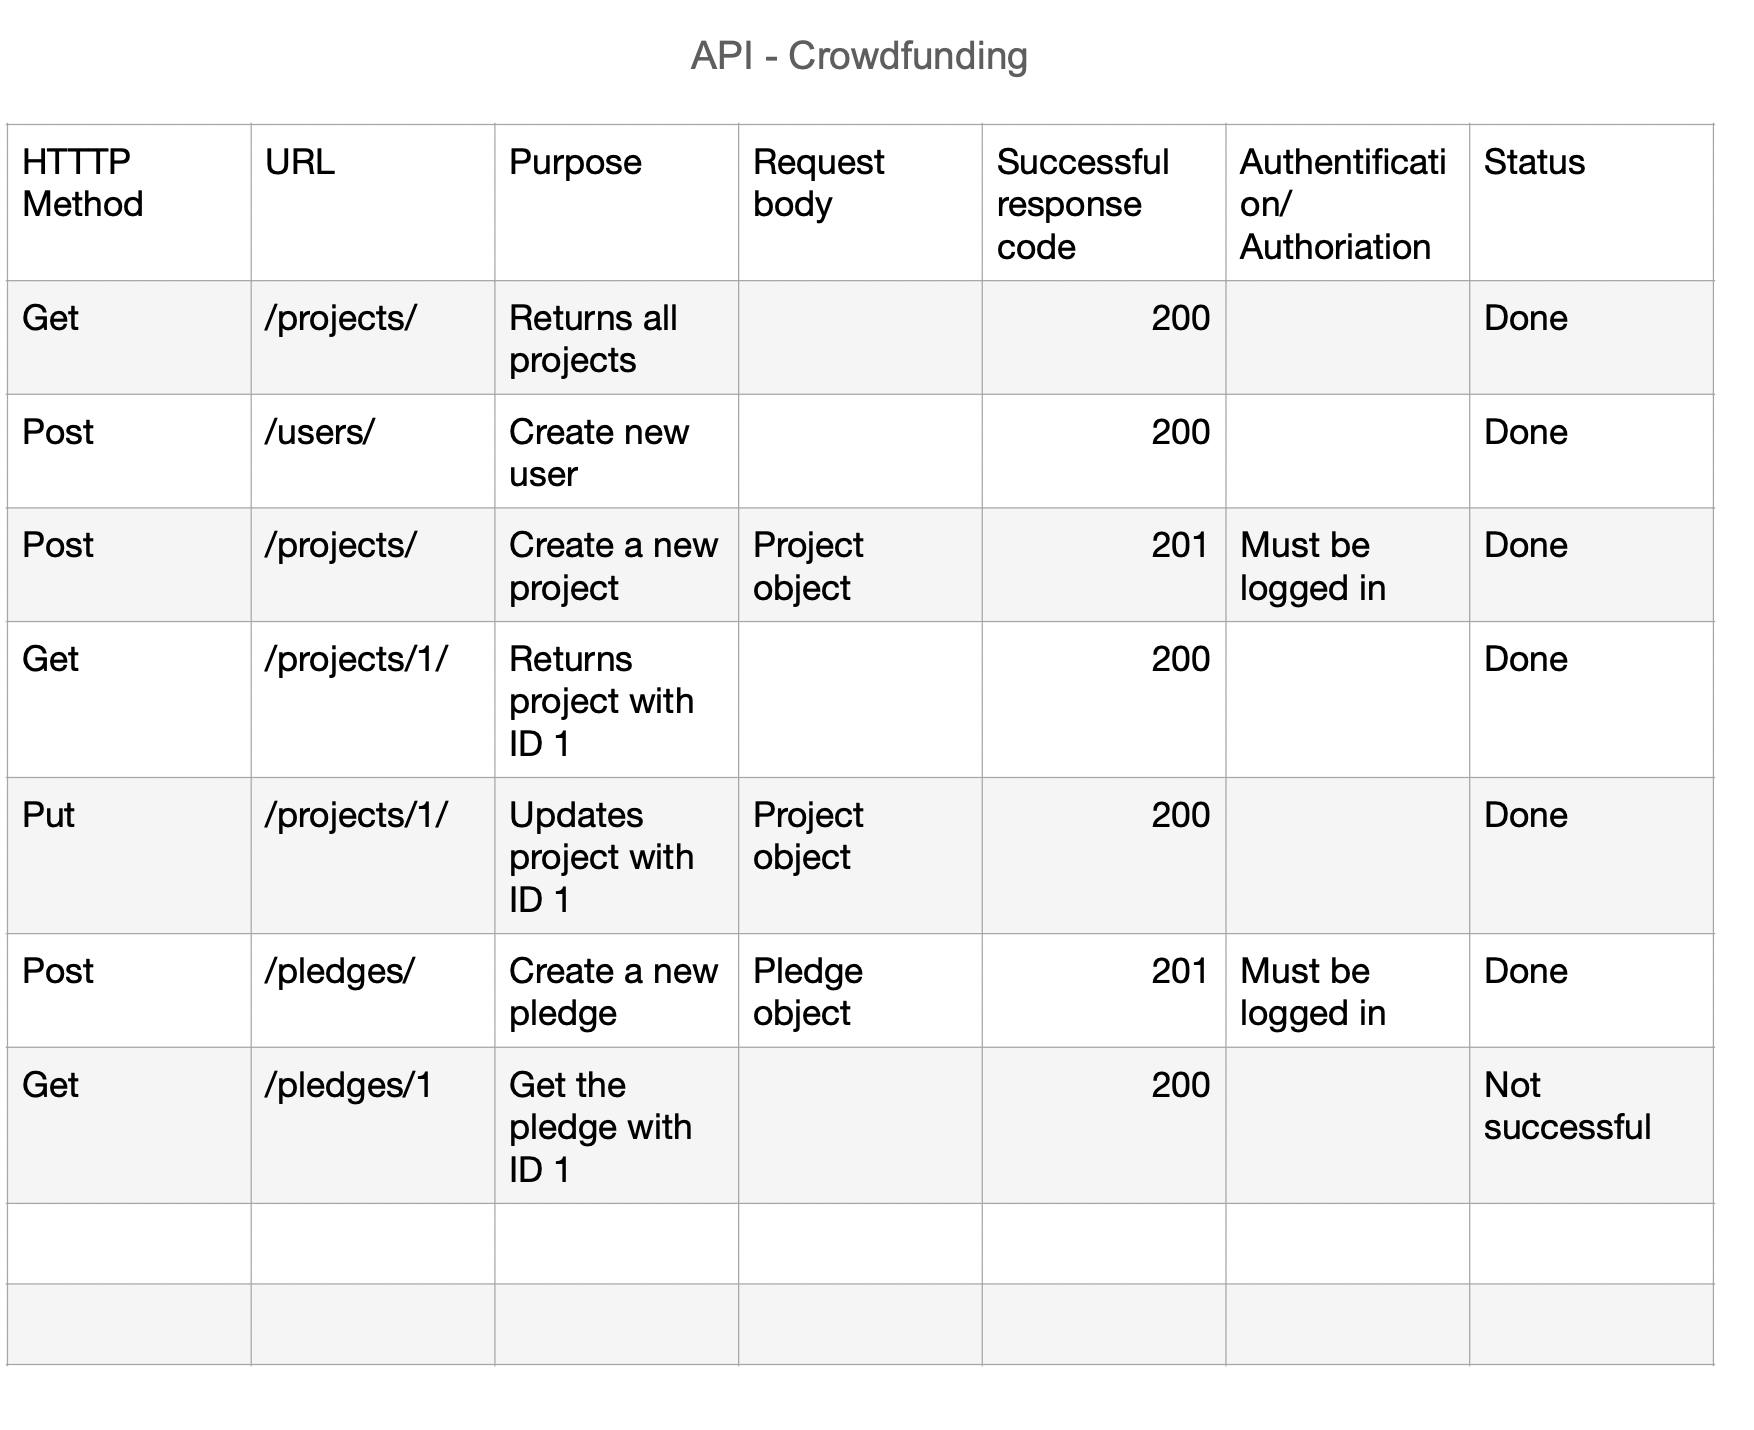 API - Crowdfunding
HTTTP
Method
URL
Purpose
Request
body
Successful
response
code
Authentificati
on/
Authoriation
Status
Get
/projects/
Returns all
projects
200
Done
Post
/users/
Create new
user
200
Done
Post
/projects/
Create a new
project
Project
object
201
Must be
logged in
Done
Get
/projects/1/
Returns
project with
ID 1
200
Done
Put
/projects/1/
Updates
project with
ID 1
Project
object
200
Done
Post
/pledges/
Create a new
pledge
Pledge
object
201
Must be
logged in
Done
Get
/pledges/1
Get the
pledge with
ID 1
200
Not
successful